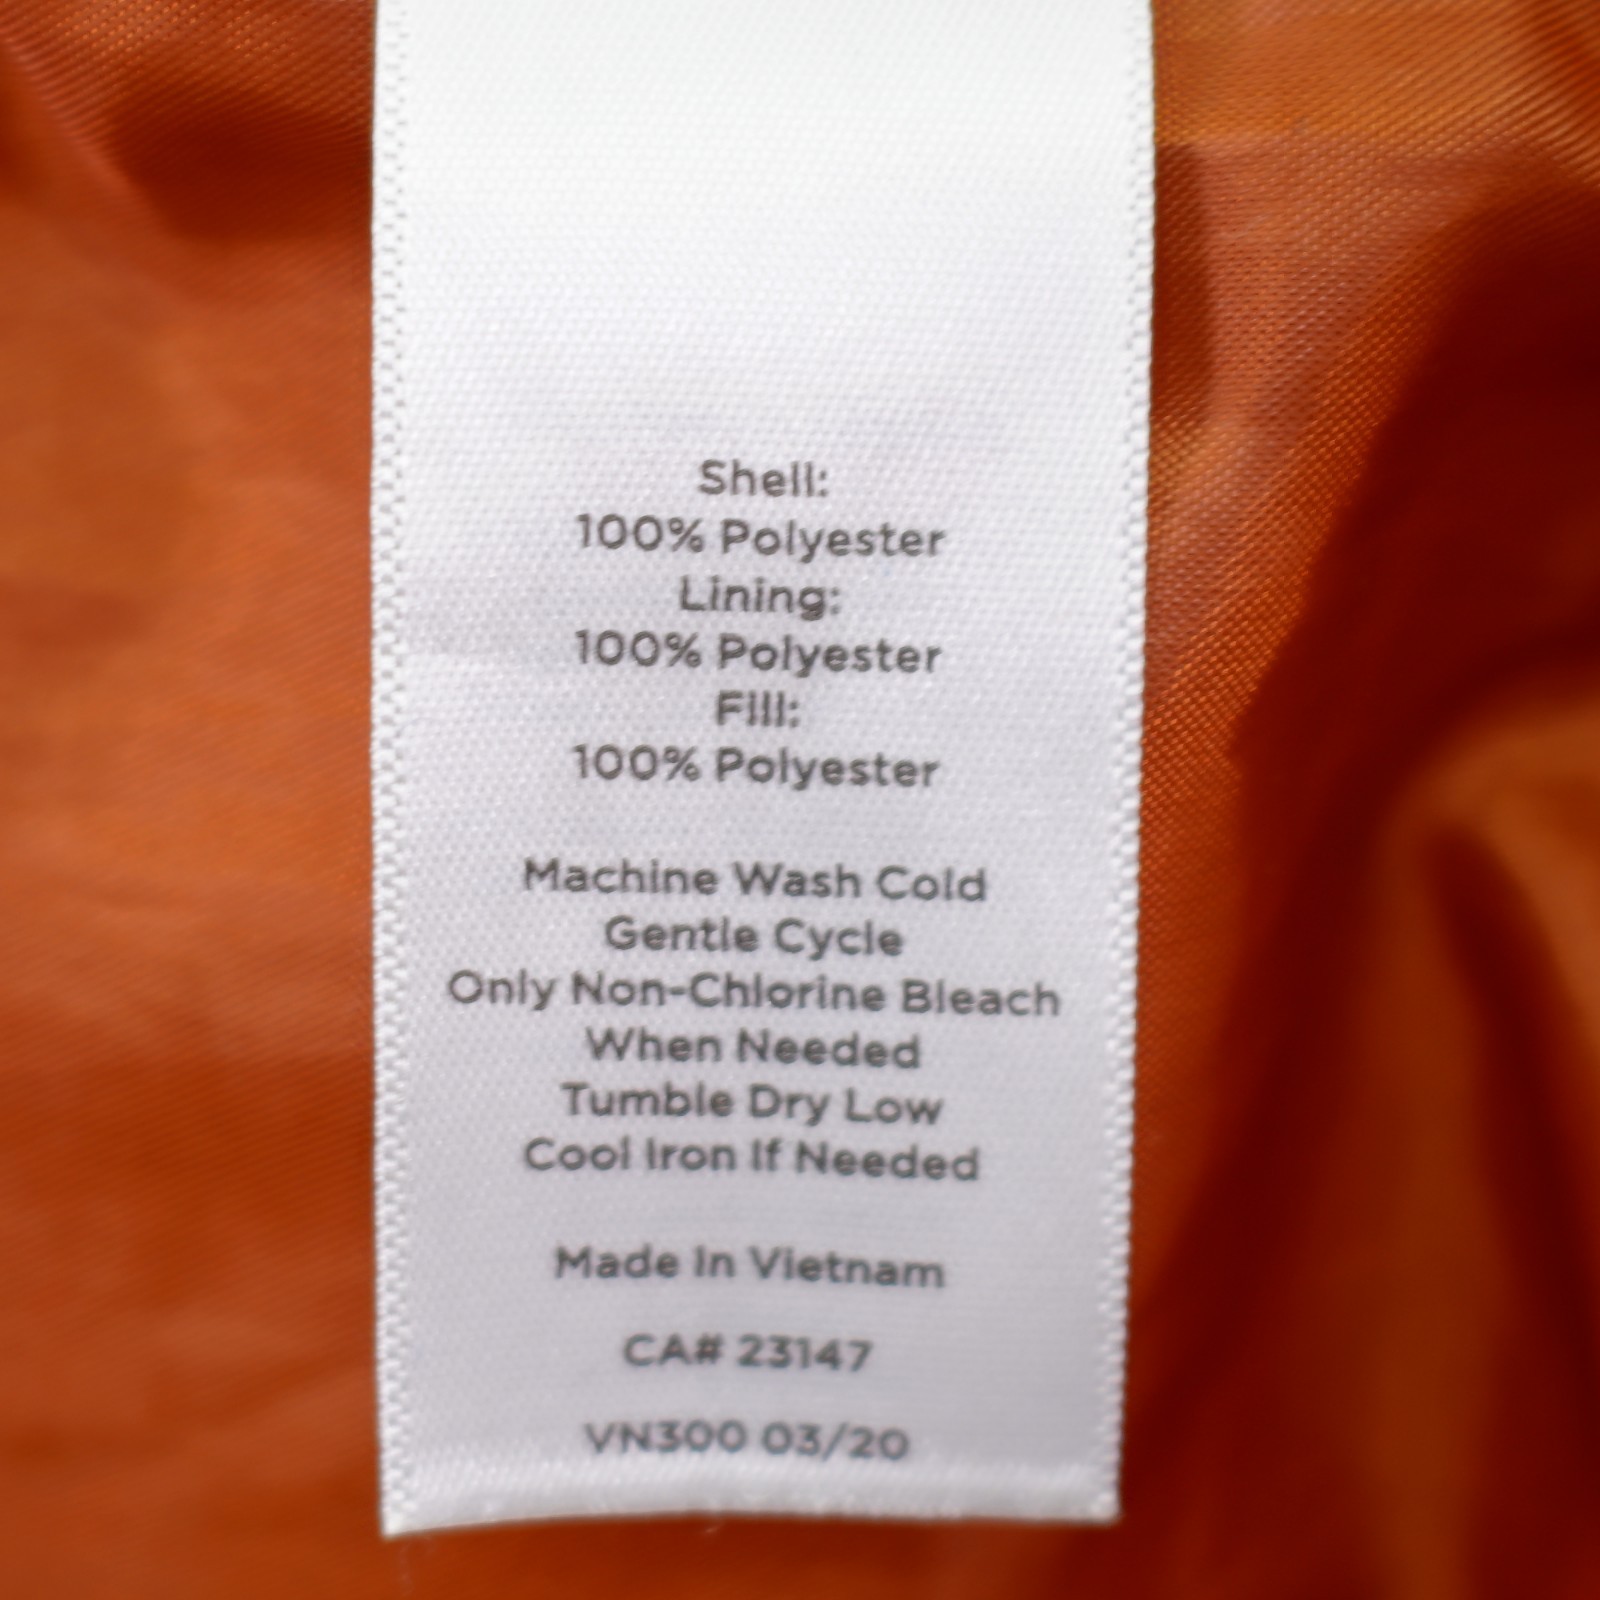 Shell:
100% Polyester
Lining:
100% Polyester
Fill:
100% Polyester
Machine Wash Cold
Gentle Cycle
Only Non-Chlorine Bleach
When Needed
Tumble Dry Low
Cool Iron If Needed
Made In Vietnam
CA# 23147
VN300 03/20